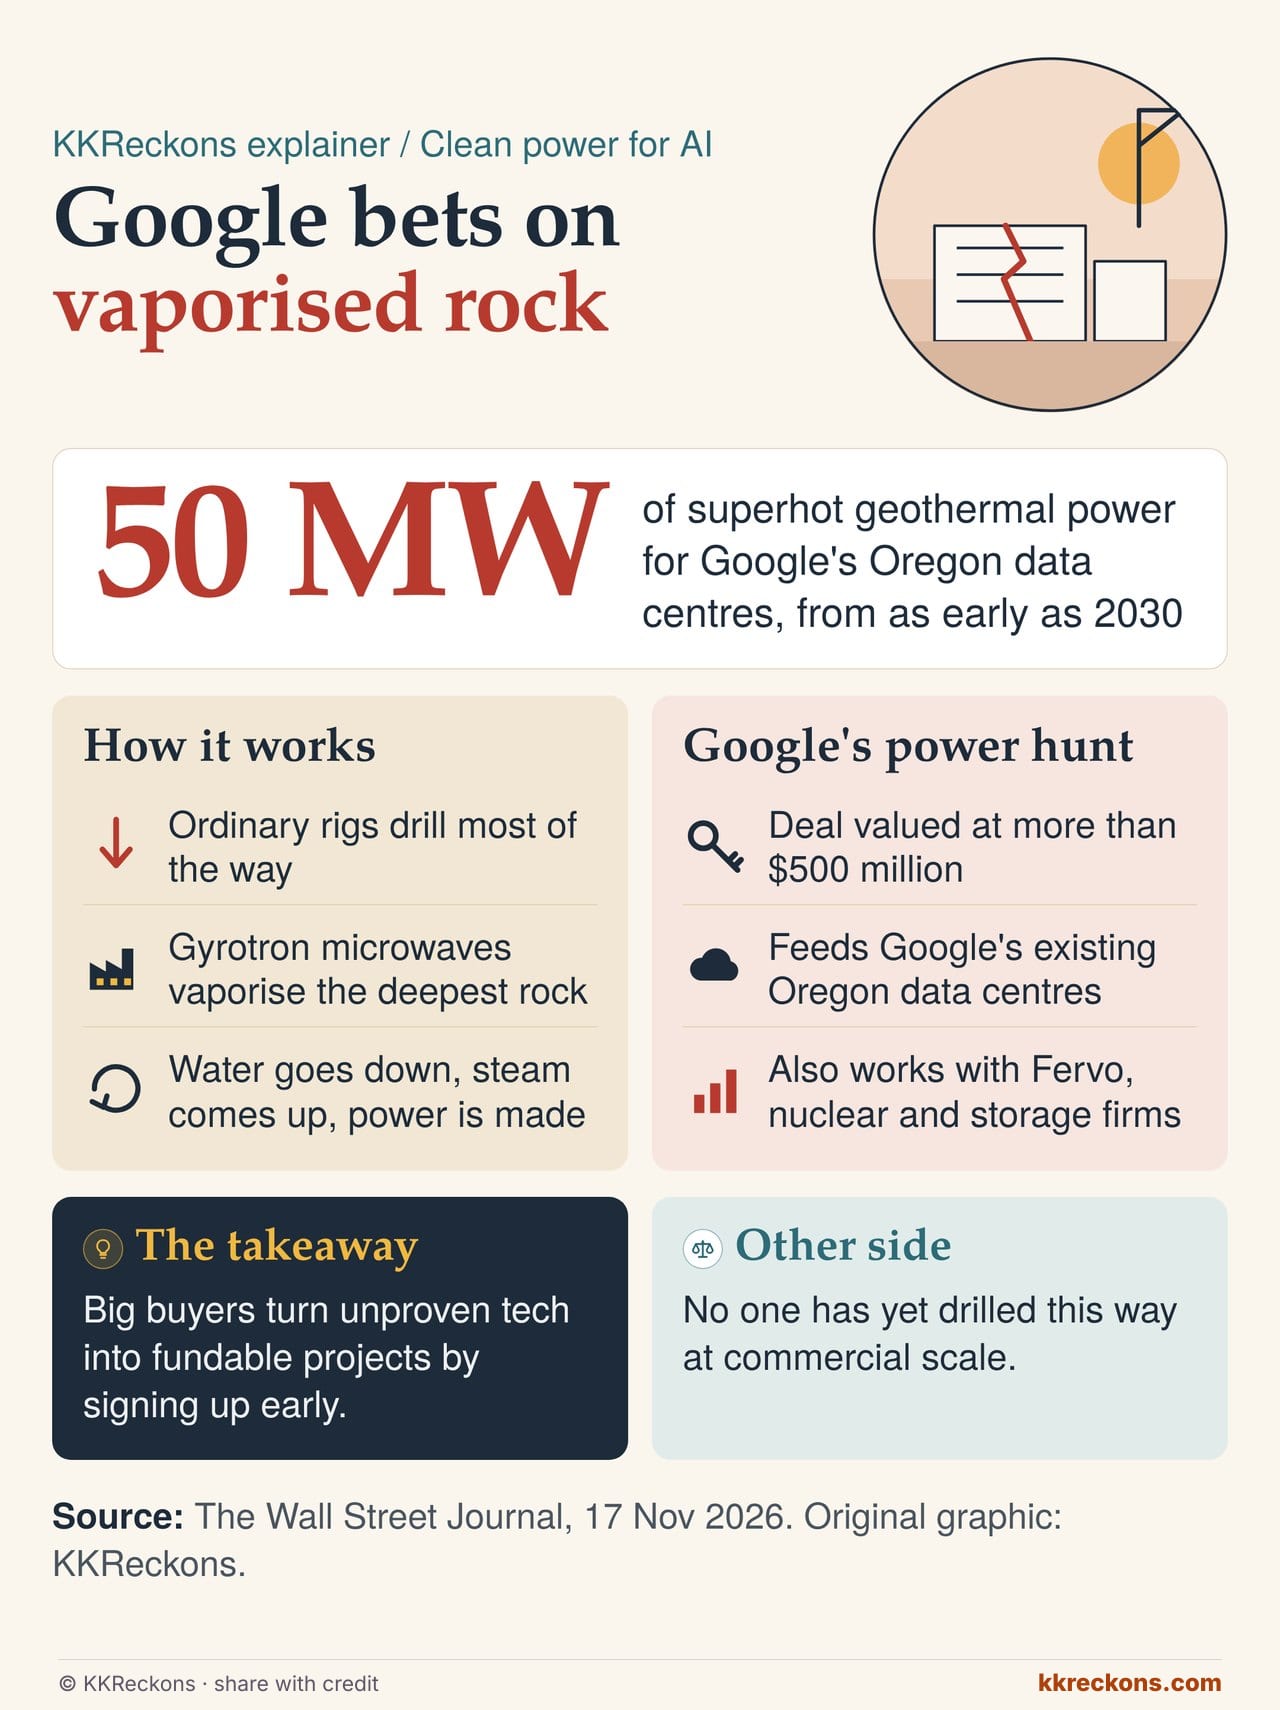 KKReckons explainer / Clean power for AI
Google bets on
vaporised rock
50 MW
of superhot geothermal power
for Google's Oregon data
centres, from as early as 2030
How it works
Ordinary rigs drill most of
the way
Gyrotron microwaves
vaporise the deepest rock
Water goes down, steam
comes up, power is made
Google's power hunt
Deal valued at more than
$500 million
Feeds Google's existing
Oregon data centres
Also works with Fervo,
nuclear and storage firms
The takeaway
Big buyers turn unproven tech
into fundable projects by
signing up early.
Other side
No one has yet drilled this way
at commercial scale.
Source: The Wall Street Journal, 17 Nov 2026. Original graphic:
KKReckons.
© KKReckons · share with credit
kkreckons.com